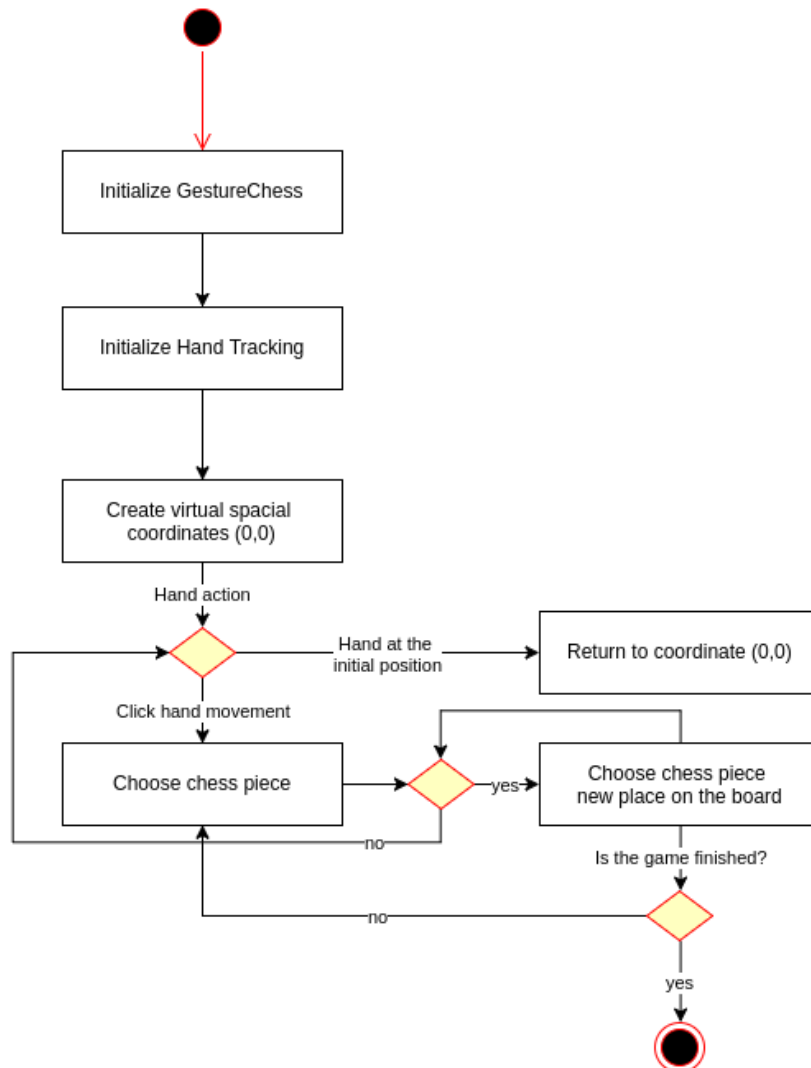 Initialize GestureChess
Initialize Hand Tracking
Create virtual spacial
coordinates (0,0)
Hand action
Hand at the
initial position
Return to coordinate (0,0)
Click hand movement
Choose chess piece
yes
Choose chess piece
new place on the board
no
Is the game finished?
no
yes